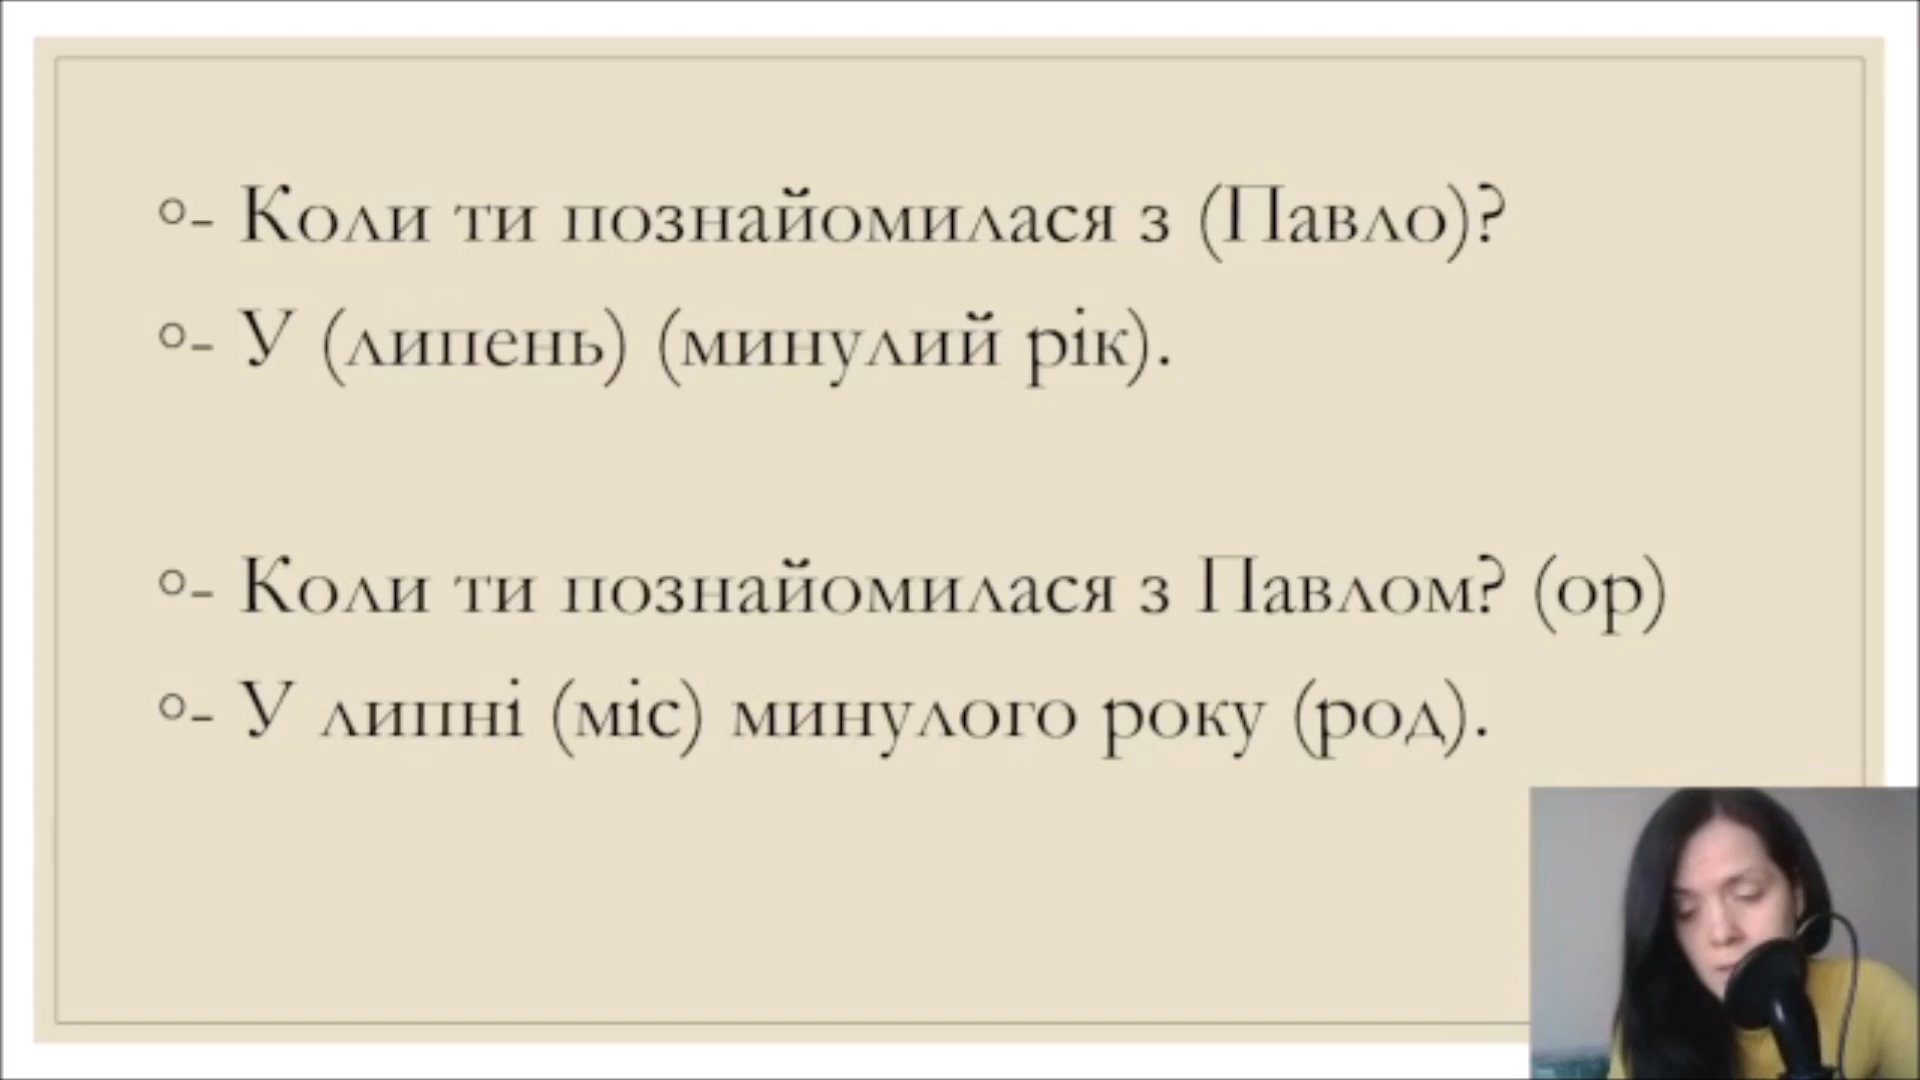 - Коли ти познайомилася з (Павло)?
- У (липень) (минулий рік).
- Коли ти познайомилася з Павлом? (ор)
- У липні (міс) минулого року (род).